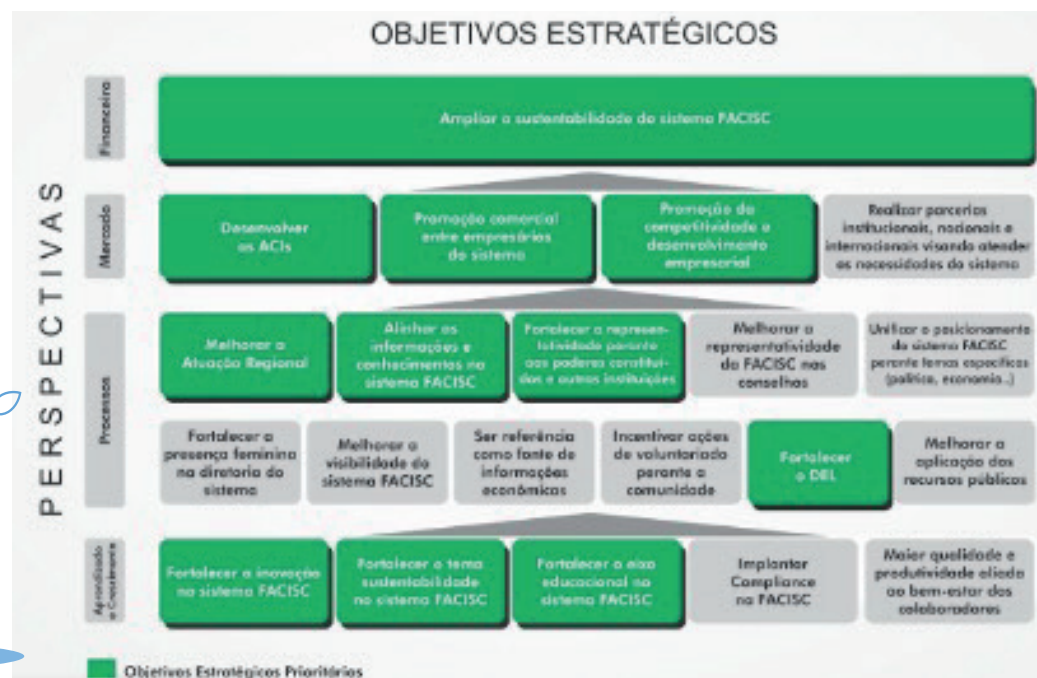 OBJETIVOS ESTRATÉGICOS
PERSPECTIVAS
Financeiro
Ampliar a sustentabilidade do sistema FACISC
Mercado
Desenvolver
as ACIs
Promoção comercial
entre empresários
do sistema
Promoção da
competitividade e
desenvolvimento
empresarial
Realizar parcerias
institucionais, nacionais e
internacionais visando atender
as necessidades do sistema
Processos
Melhorar a
Atuação Regional
Alinhar as
informações e
conhecimentos no
sistema FACISC
Fortalecer a represen-
tatividade perante
aos poderes constituí-
dos e outras instituições
Melhorar a
representatividade
da FACISC nos
conselhos
Unificar o posicionamento
do sistema FACISC
perante temas específicos
(política, economia..)
Fortalecer a
presença feminina
na diretoria do
sistema
Melhorar a
visibilidade do
sistema FACISC
Ser referência
como fonte de
informações
econômicas
Incentivar ações
de voluntariado
perante a
comunidade
Fortalecer
o DEL
Melhorar a
aplicação dos
recursos públicos
Aprendizado
e Crescimento
Fortalecer a inovação
no sistema FACISC
Fortalecer o tema
sustentabilidade
no sistema FACISC
Fortalecer o eixo
educacional no
sistema FACISC
Implantar
Compliance
na FACISC
Maior qualidade e
produtividade aliada
ao bem-estar dos
colaboradores
Objetivos Estratégicos Prioritários